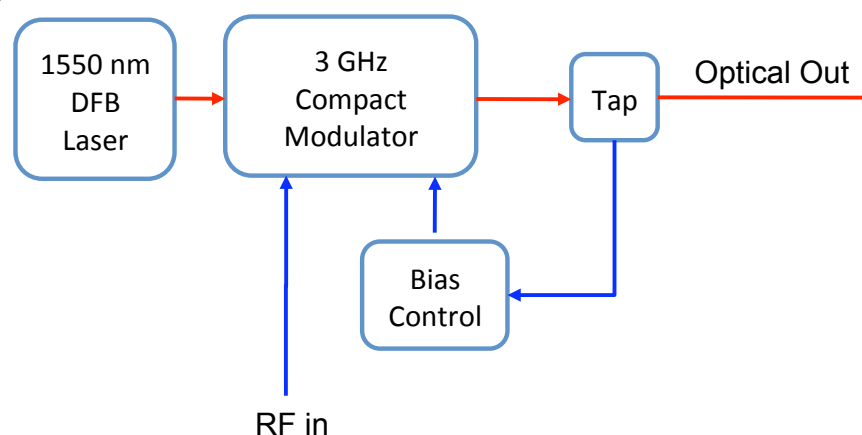 1550 nm
DFB
Laser
3 GHz
Compact
Modulator
Tap
Optical Out
Bias
Control
RF in